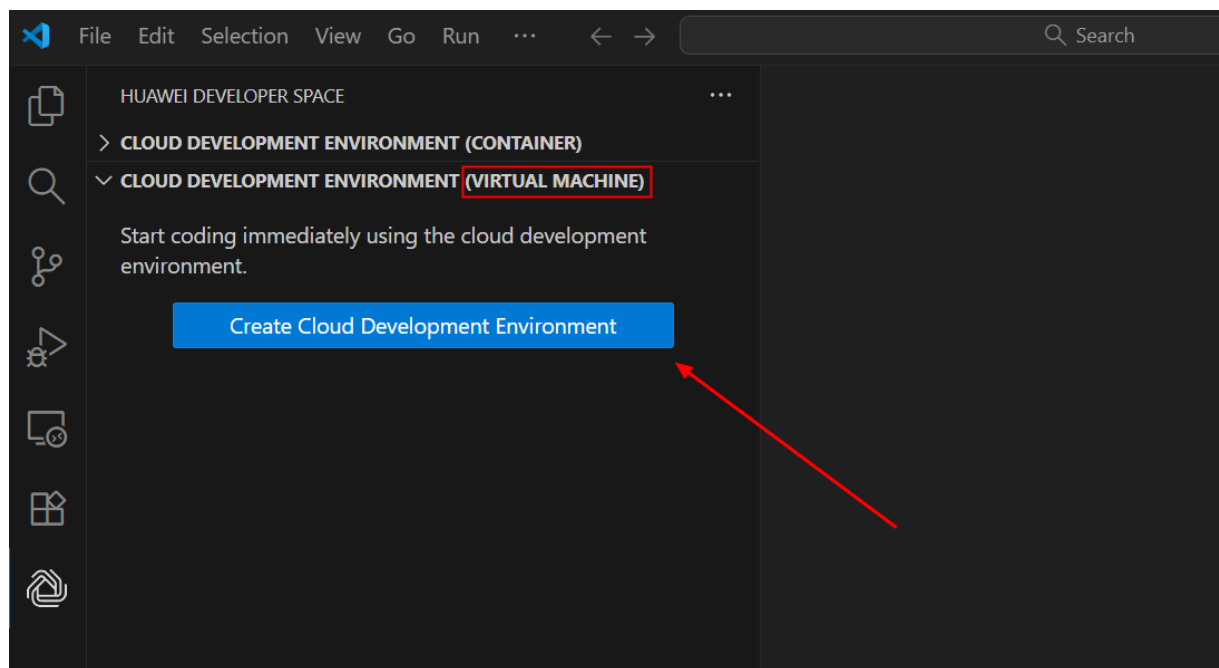 File Edit Selection View Go Run ··· ← → Search
HUAWEI DEVELOPER SPACE ···
CLOUD DEVELOPMENT ENVIRONMENT (CONTAINER)
CLOUD DEVELOPMENT ENVIRONMENT (VIRTUAL MACHINE)
Start coding immediately using the cloud development
environment.
Create Cloud Development Environment